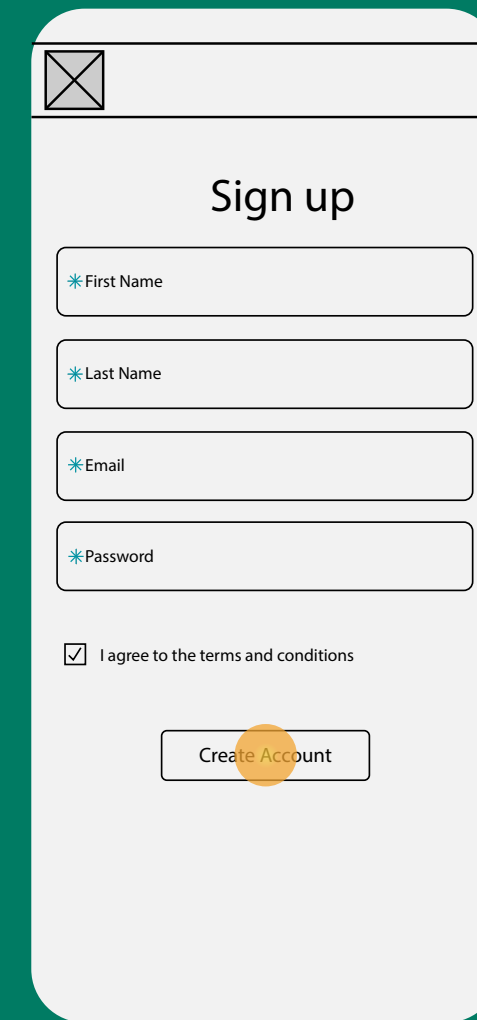 Sign up
*First Name
*Last Name
*Email
*Password
I agree to the terms and conditions
Create Account